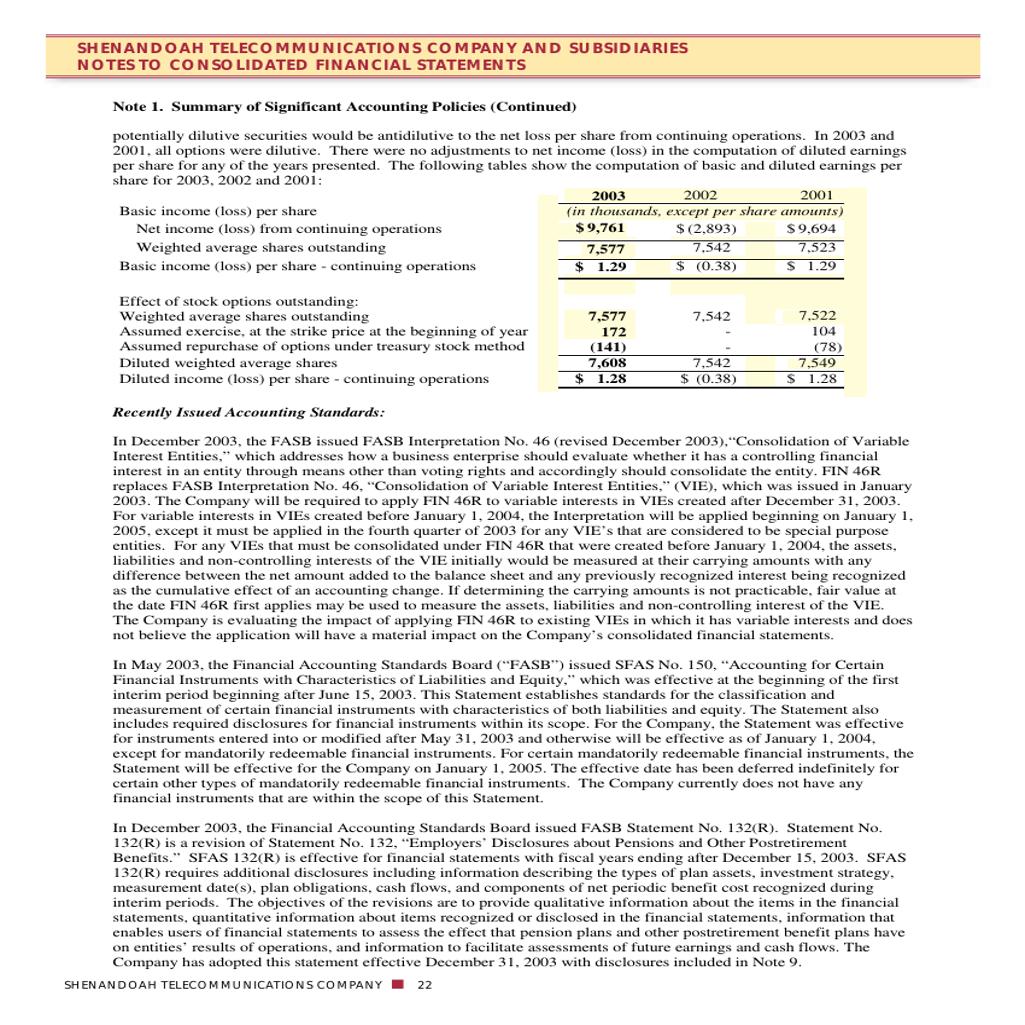 SHENANDOAH TELECOMMUNICATIONS COMPANY AND SUBSIDIARIES
NOTES TO CONSOLIDATED FINANCIAL STATEMENTS
Note 1. Summary of Significant Accounting Policies (Continued)
potentially dilutive securities would be antidilutive to the net loss per share from continuing operations. In 2003 and
2001, all options were dilutive. There were no adjustments to net income (loss) in the computation of diluted earnings
per share for any of the years presented. The following tables show the computation of basic and diluted earnings per
share for 2003, 2002 and 2001:
2003 2002 2001
Basic income (loss) per share (in thousands, except per share amounts)
Net income (loss) from continuing operations $ 9,761 $ (2,893) $ 9,694
Weighted average shares outstanding 7,577 7,542 7,523
Basic income (loss) per share - continuing operations $ 1.29 $ (0.38) $ 1.29
Effect of stock options outstanding:
Weighted average shares outstanding 7,577 7,542 7,522
Assumed exercise, at the strike price at the beginning of year 172 - 104
Assumed repurchase of options under treasury stock method (141) - (78)
Diluted weighted average shares 7,608 7,542 7,549
Diluted income (loss) per share - continuing operations $ 1.28 $ (0.38) $ 1.28
Recently Issued Accounting Standards:
In December 2003, the FASB issued FASB Interpretation No. 46 (revised December 2003),“Consolidation of Variable
Interest Entities,” which addresses how a business enterprise should evaluate whether it has a controlling financial
interest in an entity through means other than voting rights and accordingly should consolidate the entity. FIN 46R
replaces FASB Interpretation No. 46, “Consolidation of Variable Interest Entities,” (VIE), which was issued in January
2003. The Company will be required to apply FIN 46R to variable interests in VIEs created after December 31, 2003.
For variable interests in VIEs created before January 1, 2004, the Interpretation will be applied beginning on January 1,
2005, except it must be applied in the fourth quarter of 2003 for any VIE’s that are considered to be special purpose
entities. For any VIEs that must be consolidated under FIN 46R that were created before January 1, 2004, the assets,
liabilities and non-controlling interests of the VIE initially would be measured at their carrying amounts with any
difference between the net amount added to the balance sheet and any previously recognized interest being recognized
as the cumulative effect of an accounting change. If determining the carrying amounts is not practicable, fair value at
the date FIN 46R first applies may be used to measure the assets, liabilities and non-controlling interest of the VIE.
The Company is evaluating the impact of applying FIN 46R to existing VIEs in which it has variable interests and does
not believe the application will have a material impact on the Company’s consolidated financial statements.
In May 2003, the Financial Accounting Standards Board (“FASB”) issued SFAS No. 150, “Accounting for Certain
Financial Instruments with Characteristics of Liabilities and Equity,” which was effective at the beginning of the first
interim period beginning after June 15, 2003. This Statement establishes standards for the classification and
measurement of certain financial instruments with characteristics of both liabilities and equity. The Statement also
includes required disclosures for financial instruments within its scope. For the Company, the Statement was effective
for instruments entered into or modified after May 31, 2003 and otherwise will be effective as of January 1, 2004,
except for mandatorily redeemable financial instruments. For certain mandatorily redeemable financial instruments, the
Statement will be effective for the Company on January 1, 2005. The effective date has been deferred indefinitely for
certain other types of mandatorily redeemable financial instruments. The Company currently does not have any
financial instruments that are within the scope of this Statement.
In December 2003, the Financial Accounting Standards Board issued FASB Statement No. 132(R). Statement No.
132(R) is a revision of Statement No. 132, “Employers’ Disclosures about Pensions and Other Postretirement
Benefits.” SFAS 132(R) is effective for financial statements with fiscal years ending after December 15, 2003. SFAS
132(R) requires additional disclosures including information describing the types of plan assets, investment strategy,
measurement date(s), plan obligations, cash flows, and components of net periodic benefit cost recognized during
interim periods. The objectives of the revisions are to provide qualitative information about the items in the financial
statements, quantitative information about items recognized or disclosed in the financial statements, information that
enables users of financial statements to assess the effect that pension plans and other postretirement benefit plans have
on entities’ results of operations, and information to facilitate assessments of future earnings and cash flows. The
Company has adopted this statement effective December 31, 2003 with disclosures included in Note 9.
SHENANDOAH TELECOMMUNICATIONS COMPANY ■ 22